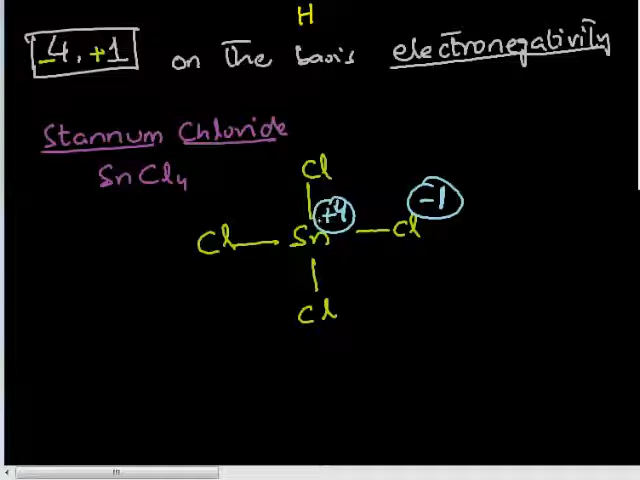 H
-4, +1 on the basis electronegativity
Stannum Chloride
SnCl4
Cl
+4
-1
Cl Sn Cl
Cl